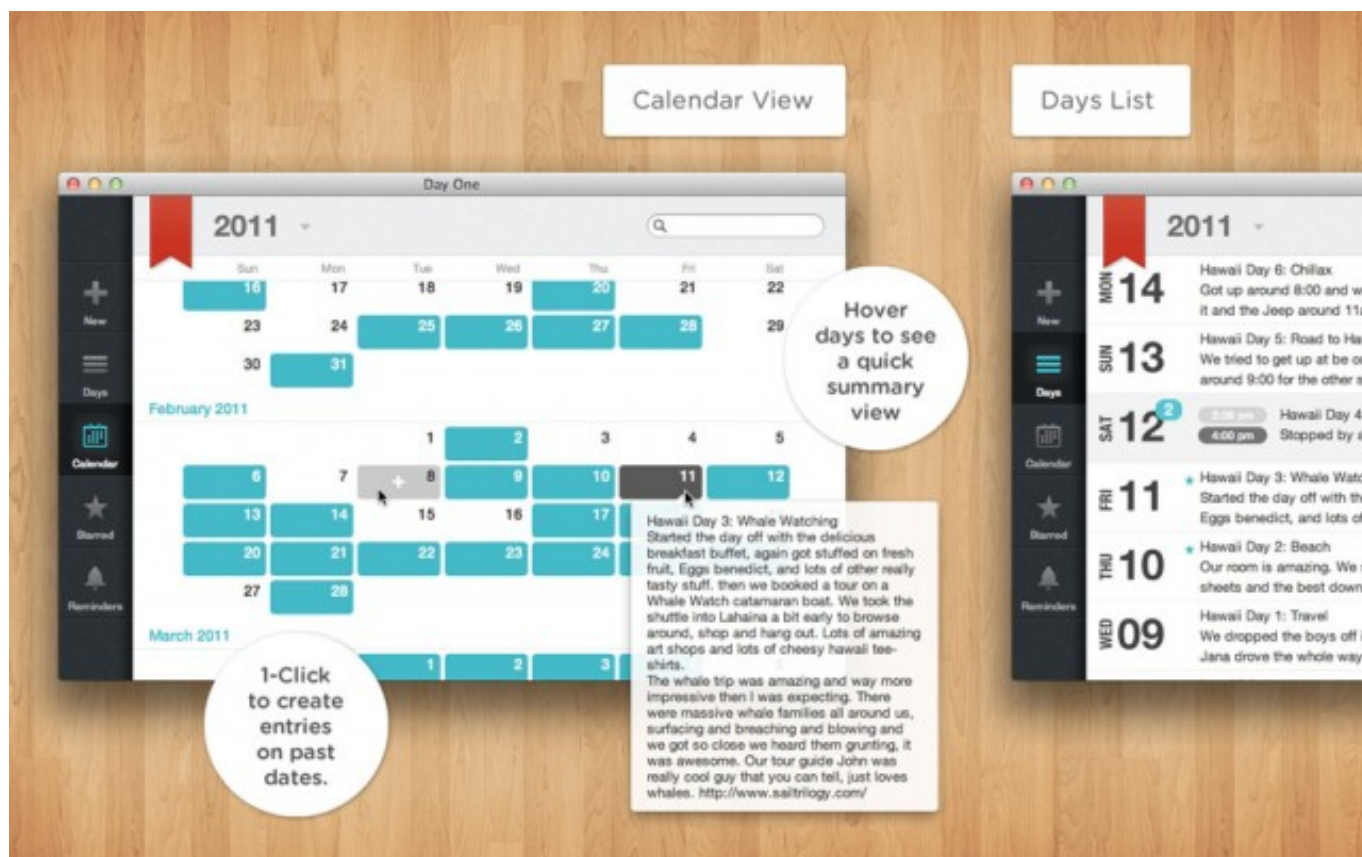 Calendar View
Days List
Day One
2011
Sun Mon Tue Wed Thu Fri Sat
16 17 18 19 20 21 22
23 24 25 26 27 28 29
30 31
February 2011
1 2 3 4 5
6 7 8 9 10 11 12
13 14 15 16 17
20 21 22 23 24
27 28
March 2011
1 2 3
New
Days
Calendar
Starred
Reminders
Hover
days to see
a quick
summary
view
1-Click
to create
entries
on past
dates.
Hawaii Day 3: Whale Watching
Started the day off with the delicious
breakfast buffet, again got stuffed on fresh
fruit, Eggs benedict, and lots of other really
tasty stuff. then we booked a tour on a
Whale Watch catamaran boat. We took the
shuttle into Lahaina a bit early to browse
around, shop and hang out. Lots of amazing
art shops and lots of cheesy hawaii tee-
shirts.
The whale trip was amazing and way more
impressive then I was expecting. There
were massive whale families all around us,
surfacing and breaching and blowing and
we got so close we heard them grunting, it
was awesome. Our tour guide John was
really cool guy that you can tell, just loves
whales. http://www.sailtrilogy.com/
2011
New
Days
Calendar
Starred
Reminders
MON 14
Hawaii Day 6: Chillax
Got up around 8:00 and w
it and the Jeep around 11a
SUN 13
Hawaii Day 5: Road to Ha
We tried to get up at be
around 9:00 for the other s
SAT 12 2
Hawaii Day 4
4:00 pm Stopped by a
FRI 11
Hawaii Day 3: Whale Watc
Started the day off with th
Eggs benedict, and lots of
THU 10
Hawaii Day 2: Beach
Our room is amazing. We
sheets and the best down
WED 09
Hawaii Day 1: Travel
We dropped the boys off
Jana drove the whole way